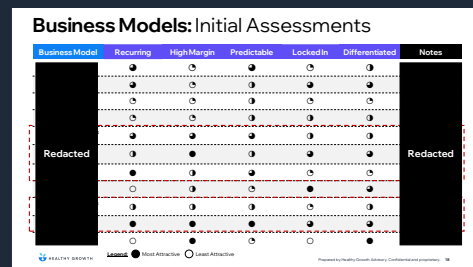 Business Models: Initial Assessments
Business Model Recurring High Margin Predictable Locked In Differentiated Notes
Redacted Redacted
HEALTHY GROWTH Legend: Most Attractive Least Attractive Prepared by Healthy Growth Advisory. Confidential and proprietary. 18